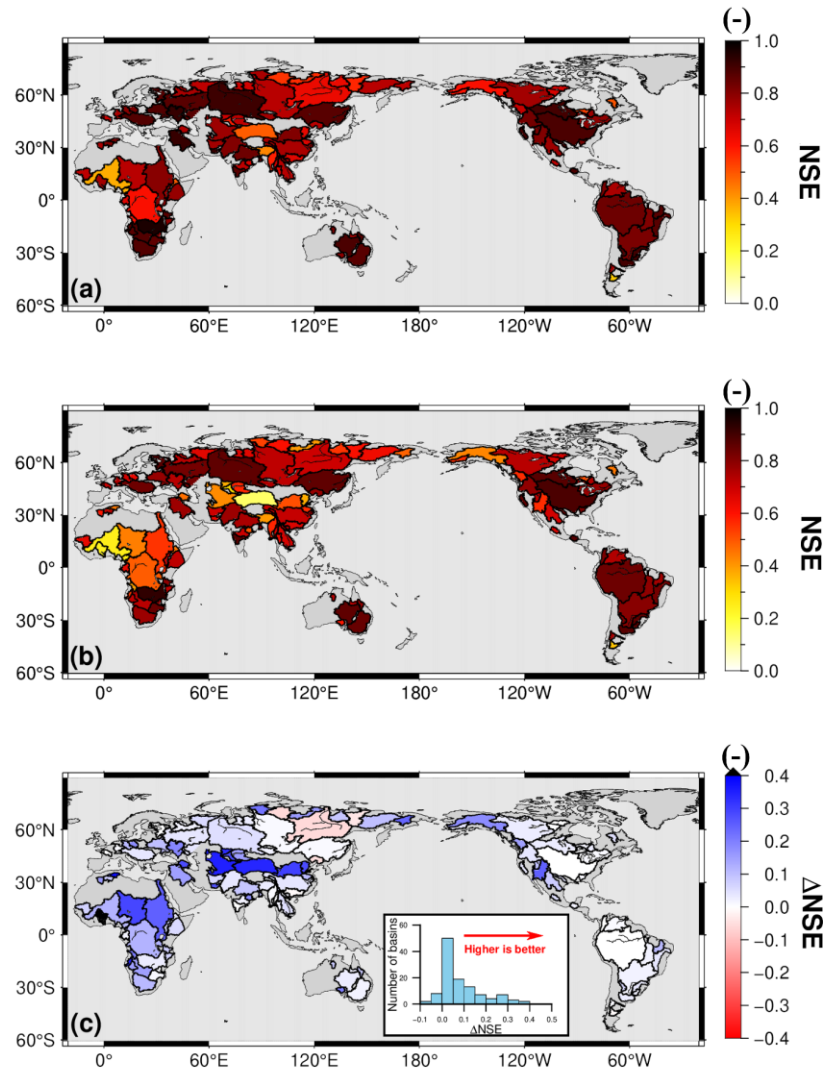 (-)
1.0
0.8
0.6
0.4
0.2
0.0
NSE
60°N
30°N
0°
30°S
60°S
(a)
0° 60°E 120°E 180° 120°W 60°W
(-)
1.0
0.8
0.6
0.4
0.2
0.0
NSE
60°N
30°N
0°
30°S
60°S
(b)
0° 60°E 120°E 180° 120°W 60°W
(-)
0.4
0.3
0.2
0.1
0.0
−0.1
−0.2
−0.3
−0.4
ΔNSE
60°N
30°N
0°
30°S
60°S
(c)
Number of basins
60
40
20
0
Higher is better
−0.1 0.0 0.1 0.2 0.3 0.4 0.5
ΔNSE
0° 60°E 120°E 180° 120°W 60°W